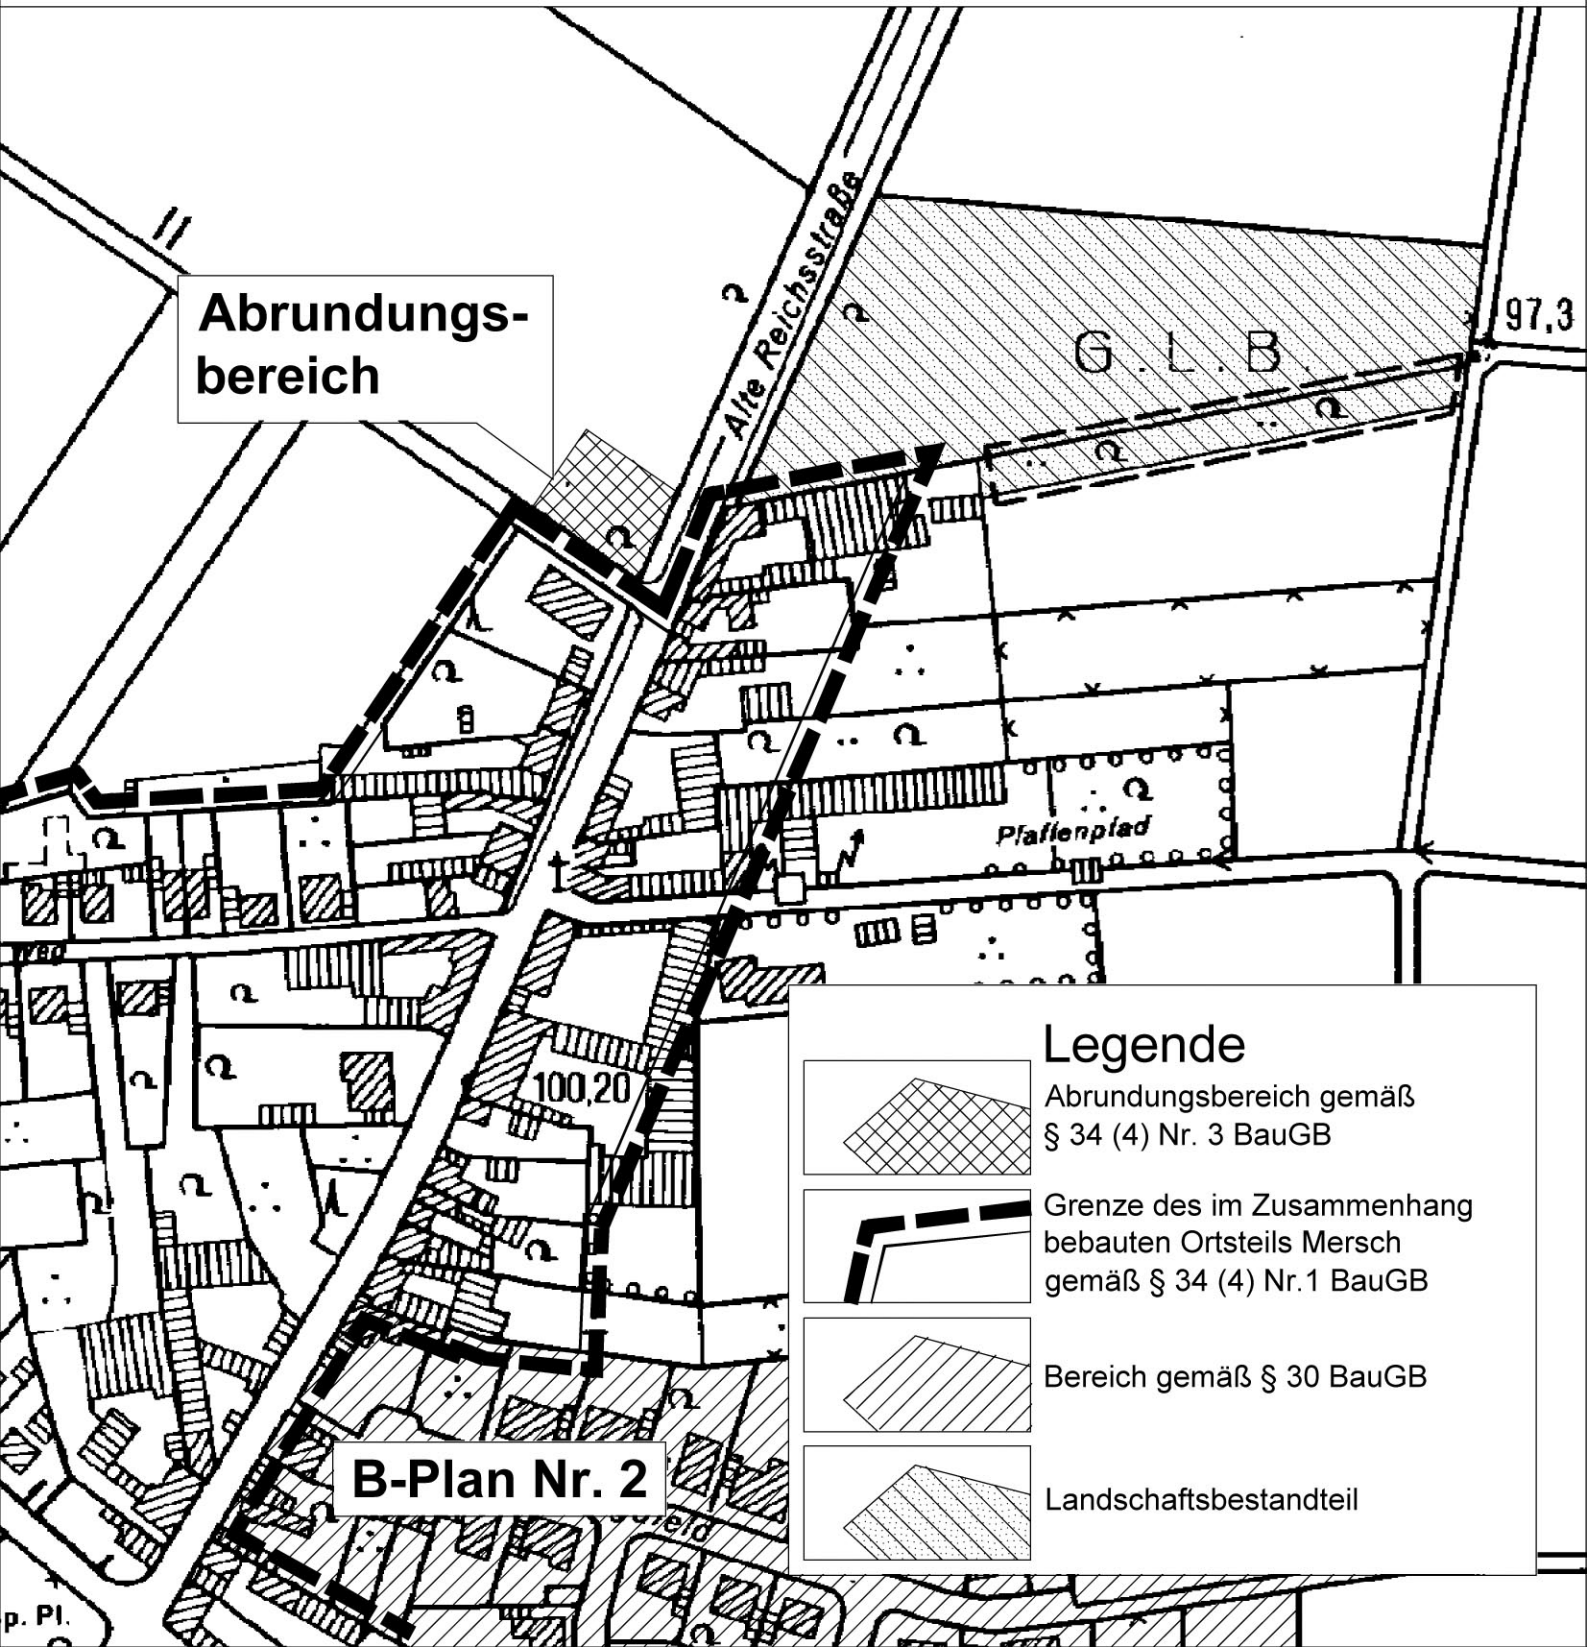 Alte Reichsstraße
Abrundungs-
bereich
G.L.B.
97,3
Pfaffenpfad
100,20
B-Plan Nr. 2
p. Pl.
Legende
Abrundungsbereich gemäß
§ 34 (4) Nr. 3 BauGB
Grenze des im Zusammenhang
bebauten Ortsteils Mersch
gemäß § 34 (4) Nr.1 BauGB
Bereich gemäß § 30 BauGB
Landschaftsbestandteil